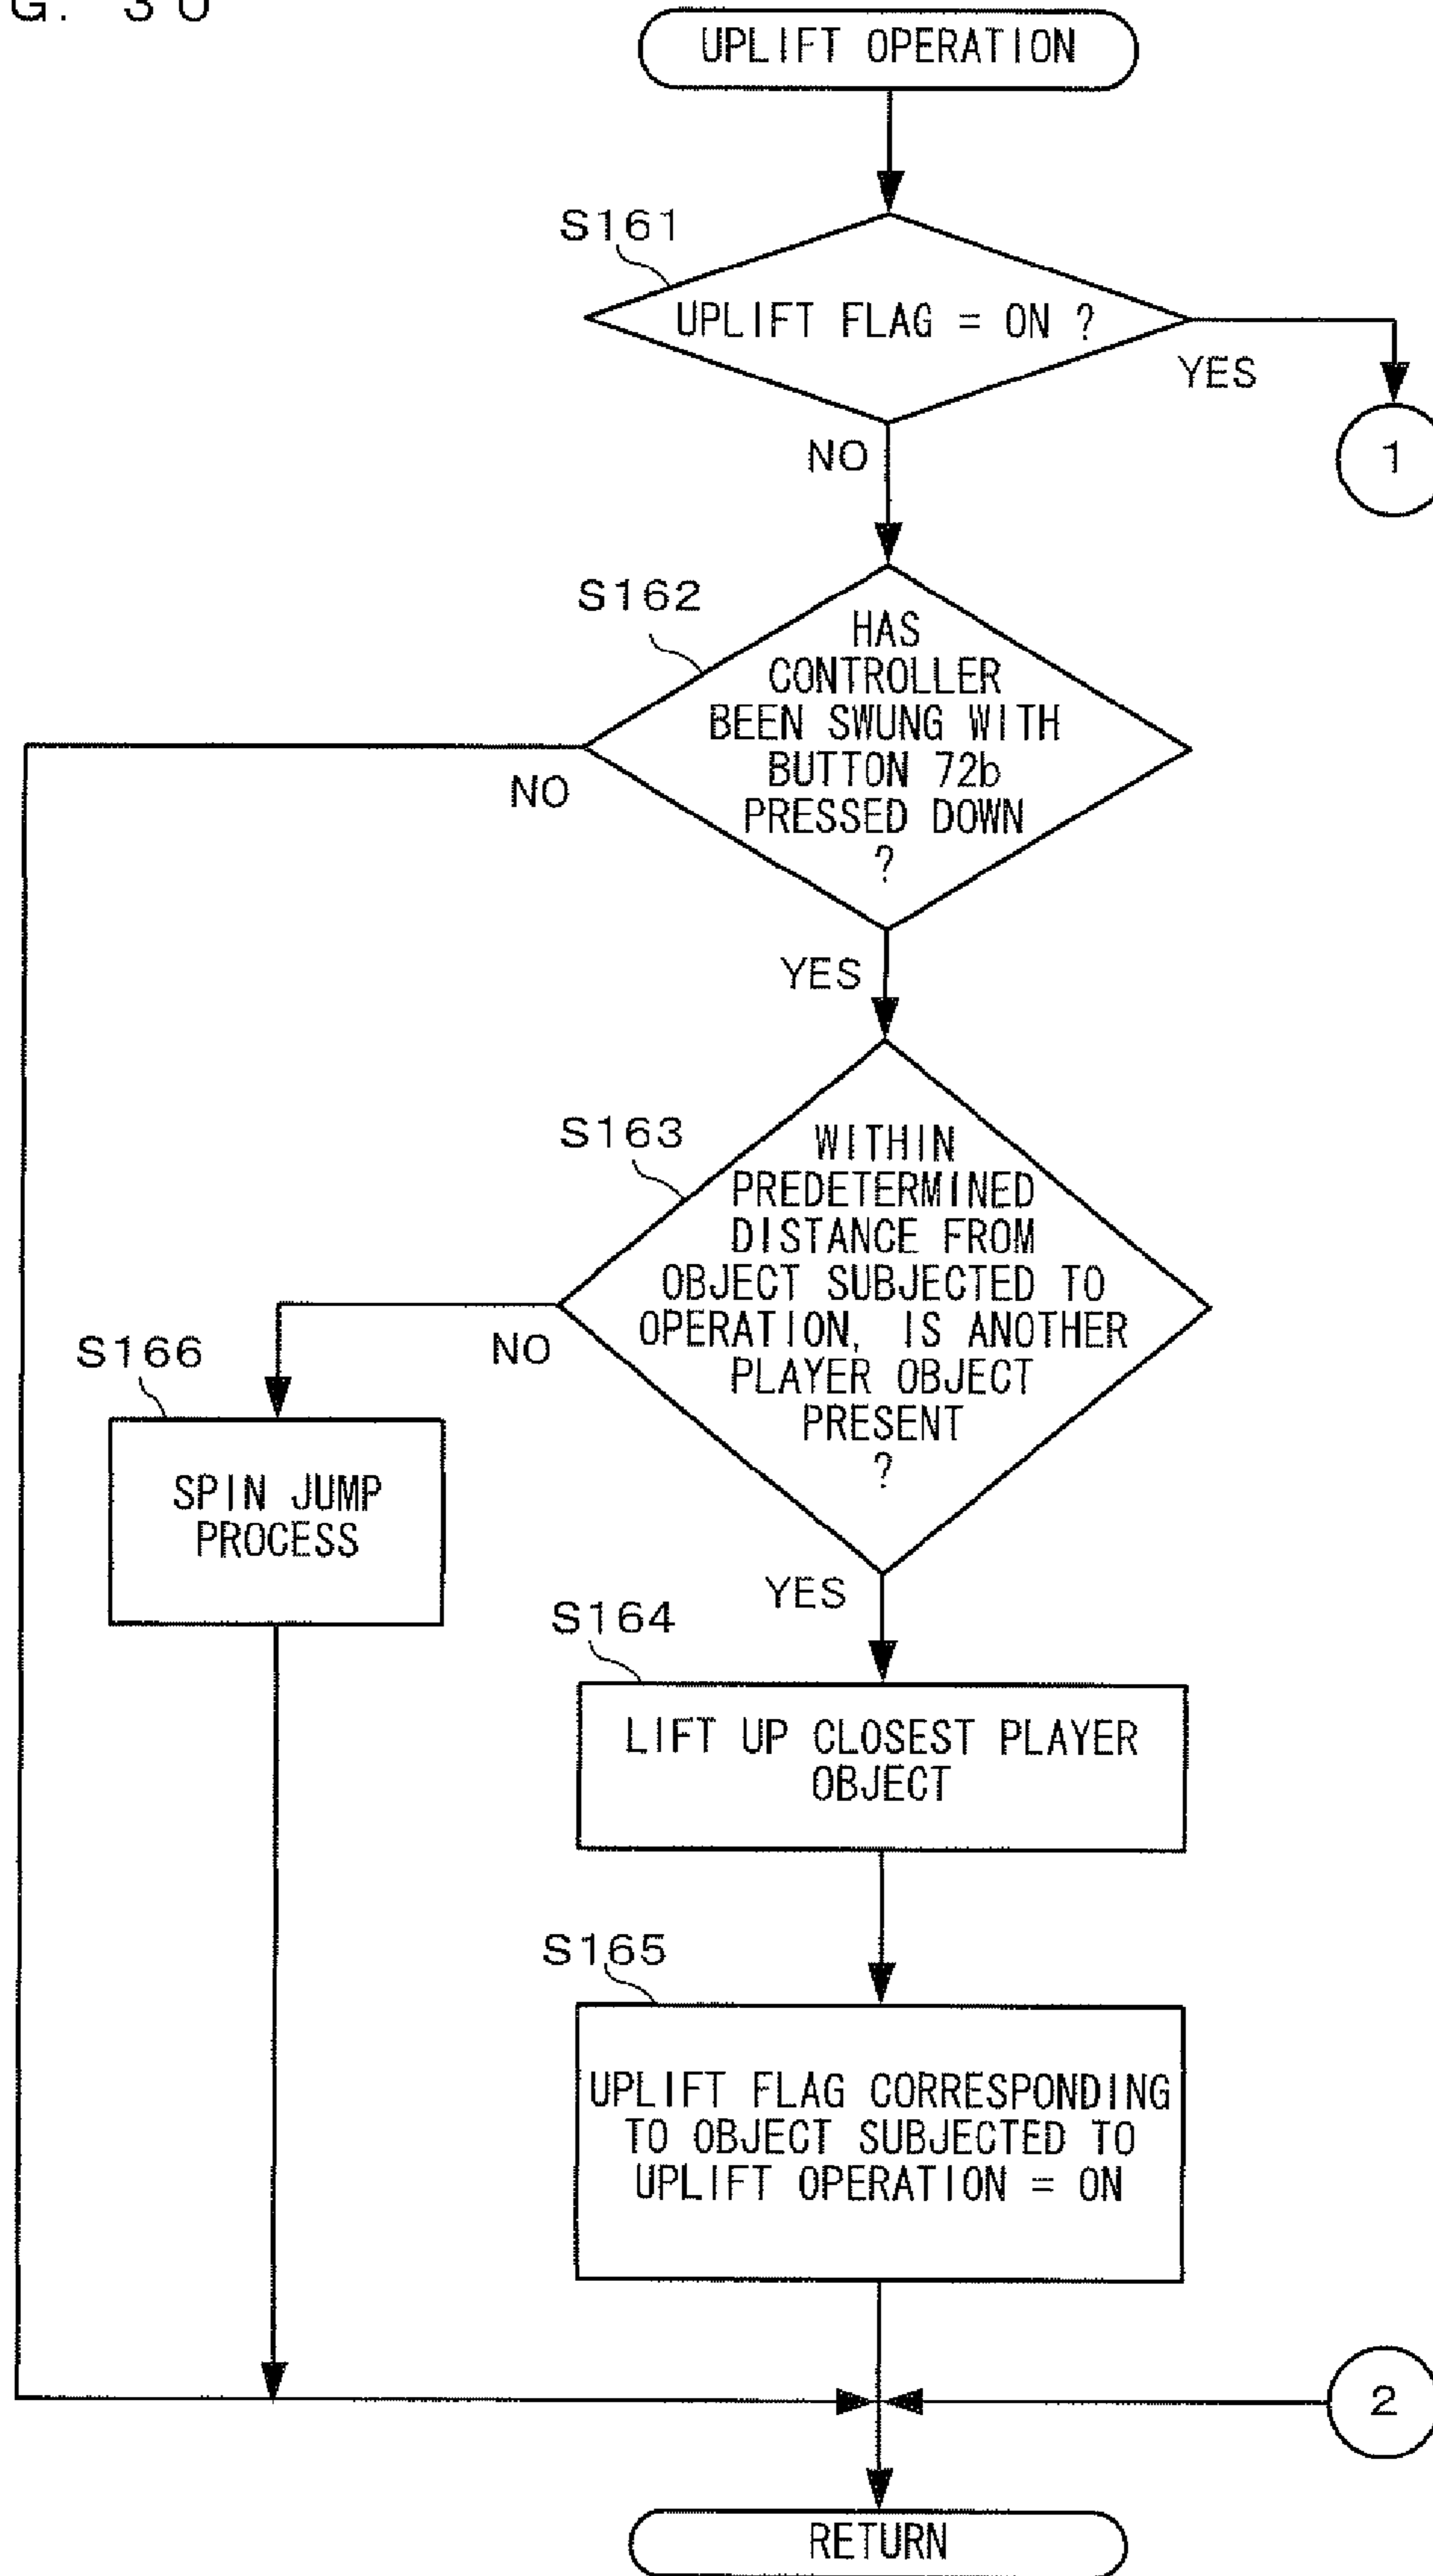 G. 30
UPLIFT OPERATION
S161
UPLIFT FLAG = ON ?
YES
1
NO
S162
HAS
CONTROLLER
BEEN SWUNG WITH
BUTTON 72b
PRESSED DOWN
?
NO
YES
S163
WITHIN
PREDETERMINED
DISTANCE FROM
OBJECT SUBJECTED TO
OPERATION, IS ANOTHER
PLAYER OBJECT
PRESENT
?
NO
S166
SPIN JUMP
PROCESS
YES
S164
LIFT UP CLOSEST PLAYER
OBJECT
S165
UPLIFT FLAG CORRESPONDING
TO OBJECT SUBJECTED TO
UPLIFT OPERATION = ON
2
RETURN